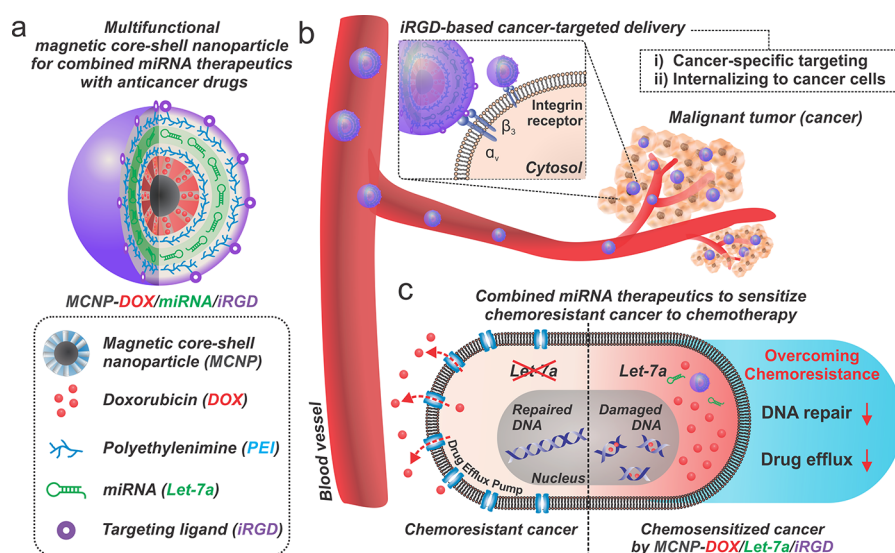 a
Multifunctional
magnetic core-shell nanoparticle
for combined miRNA therapeutics
with anticancer drugs
MCNP-DOX/miRNA/iRGD
Magnetic core-shell
nanoparticle (MCNP)
Doxorubicin (DOX)
Polyethylenimine (PEI)
miRNA (Let-7a)
Targeting ligand (iRGD)
b
iRGD-based cancer-targeted delivery
i) Cancer-specific targeting
ii) Internalizing to cancer cells
Integrin
receptor
β3
αv
Cytosol
Malignant tumor (cancer)
Blood vessel
c
Combined miRNA therapeutics to sensitize
chemoresistant cancer to chemotherapy
Let-7a
Let-7a
Repaired
DNA
Damaged
DNA
Nucleus
Drug Efflux Pump
Overcoming
Chemoresistance
DNA repair
Drug efflux
Chemoresistant cancer
Chemosensitized cancer
by MCNP-DOX/Let-7a/iRGD